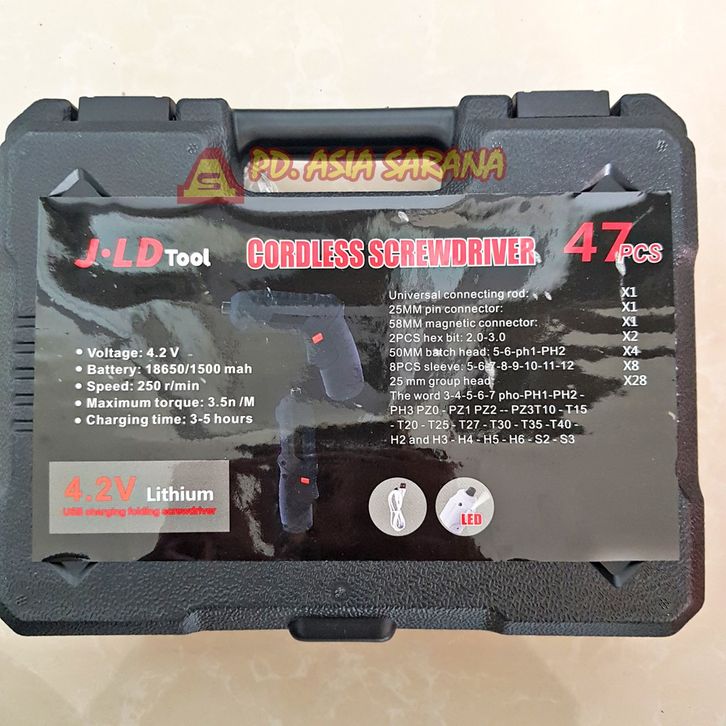 PD. ASIA SARANA
J·LD Tool
CORDLESS SCREWDRIVER 47PCS
Universal connecting rod: X1
25MM pin connector: X1
58MM magnetic connector: X1
2PCS hex bit: 2.0-3.0 X2
50MM batch head: 5-6-ph1-PH2 X4
8PCS sleeve: 5-6-7-8-9-10-11-12 X8
25 mm group head: X28
The word 3-4-5-6-7 pho-PH1-PH2 -
PH3 PZ0 - PZ1 PZ2 -- PZ3T10 - T15
- T20 - T25 - T27 - T30 - T35 -T40 -
H2 and H3 - H4 - H5 - H6 - S2 - S3
• Voltage: 4.2 V
• Battery: 18650/1500 mah
• Speed: 250 r/min
• Maximum torque: 3.5n /M
• Charging time: 3-5 hours
4.2V Lithium
USB charging folding screwdriver
LED